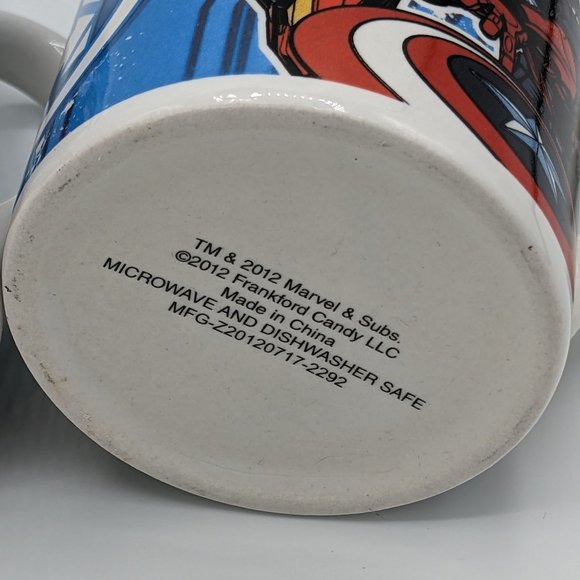 TM & 2012 Marvel & Subs.
©2012 Frankford Candy LLC
Made in China
MICROWAVE AND DISHWASHER SAFE
MFG-Z20120717-2292